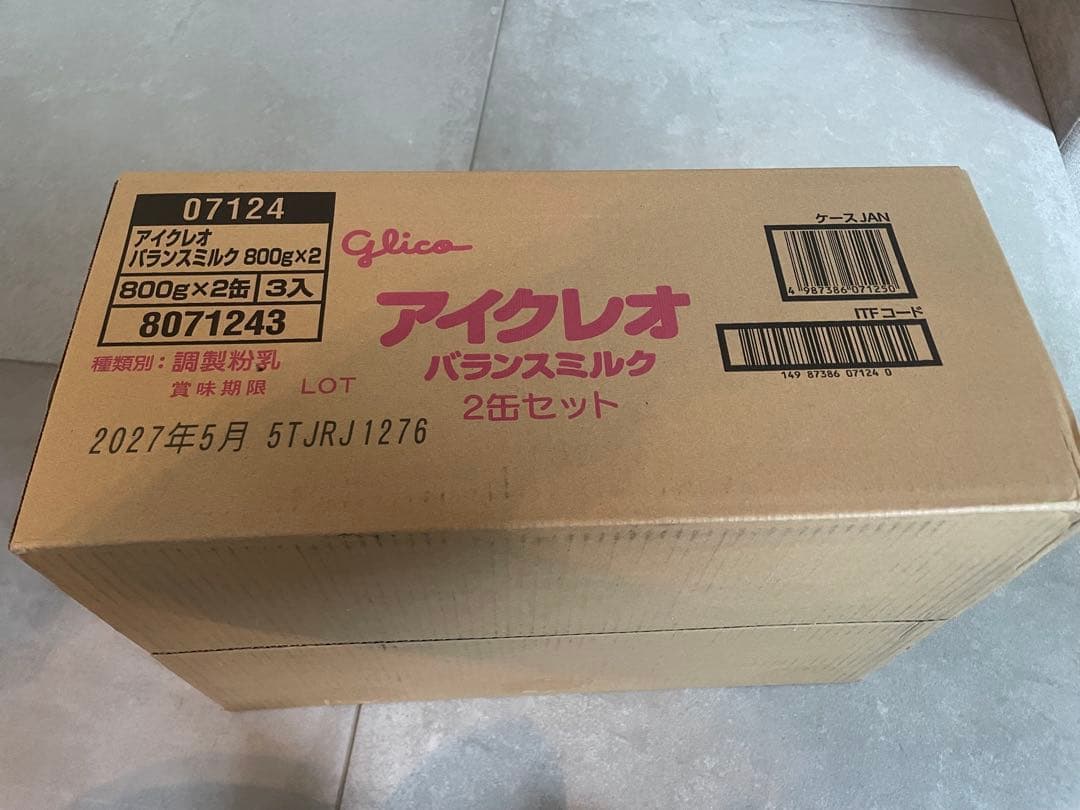 07124
アイクレオ
バランスミルク 800g×2
800g×2缶 3入
8071243
種類別：調製粉乳
賞味期限 LOT
2027年5月 5TJRJ1276
Glico
アイクレオ
バランスミルク
2缶セット
ケースJAN
4 987386 071250
ITFコード
149 87386 07124 0